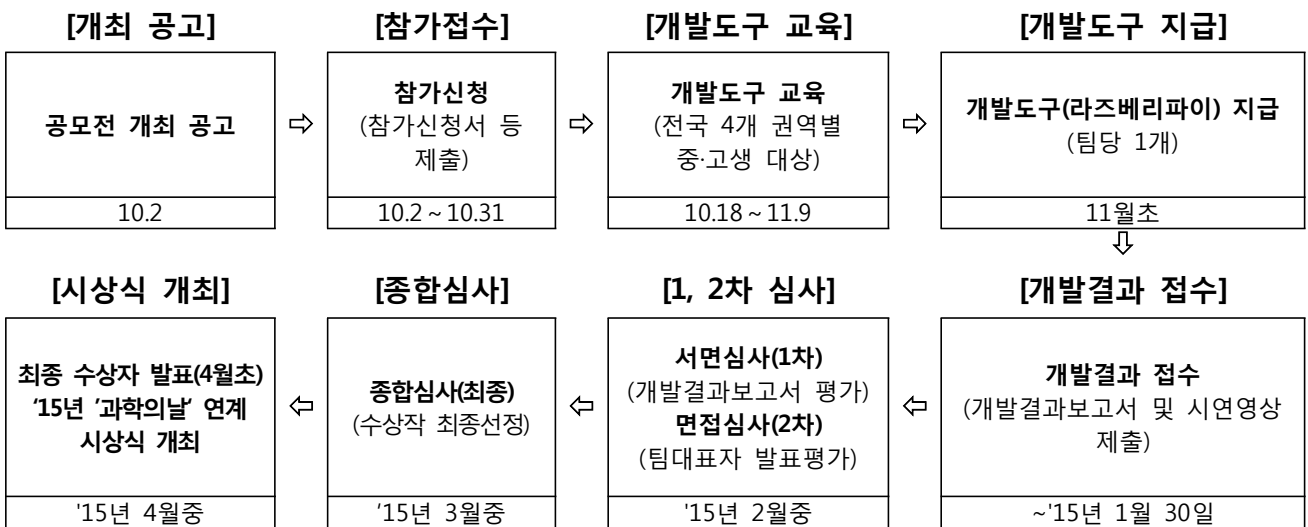 [개최 공고]
공모전 개최 공고
10.2
⇨
[참가접수]
참가신청
(참가신청서 등
제출)
10.2 ~ 10.31
⇨
[개발도구 교육]
개발도구 교육
(전국 4개 권역별
중·고생 대상)
10.18 ~ 11.9
⇨
[개발도구 지급]
개발도구(라즈베리파이) 지급
(팀당 1개)
11월초
⇩
[개발결과 접수]
개발결과 접수
(개발결과보고서 및 시연영상
제출)
~'15년 1월 30일
⇦
[1, 2차 심사]
서면심사(1차)
(개발결과보고서 평가)
면접심사(2차)
(팀대표자 발표평가)
'15년 2월중
⇦
[종합심사]
종합심사(최종)
(수상작 최종선정)
'15년 3월중
⇦
[시상식 개최]
최종 수상자 발표(4월초)
‘15년 ’과학의날‘ 연계
시상식 개최
'15년 4월중